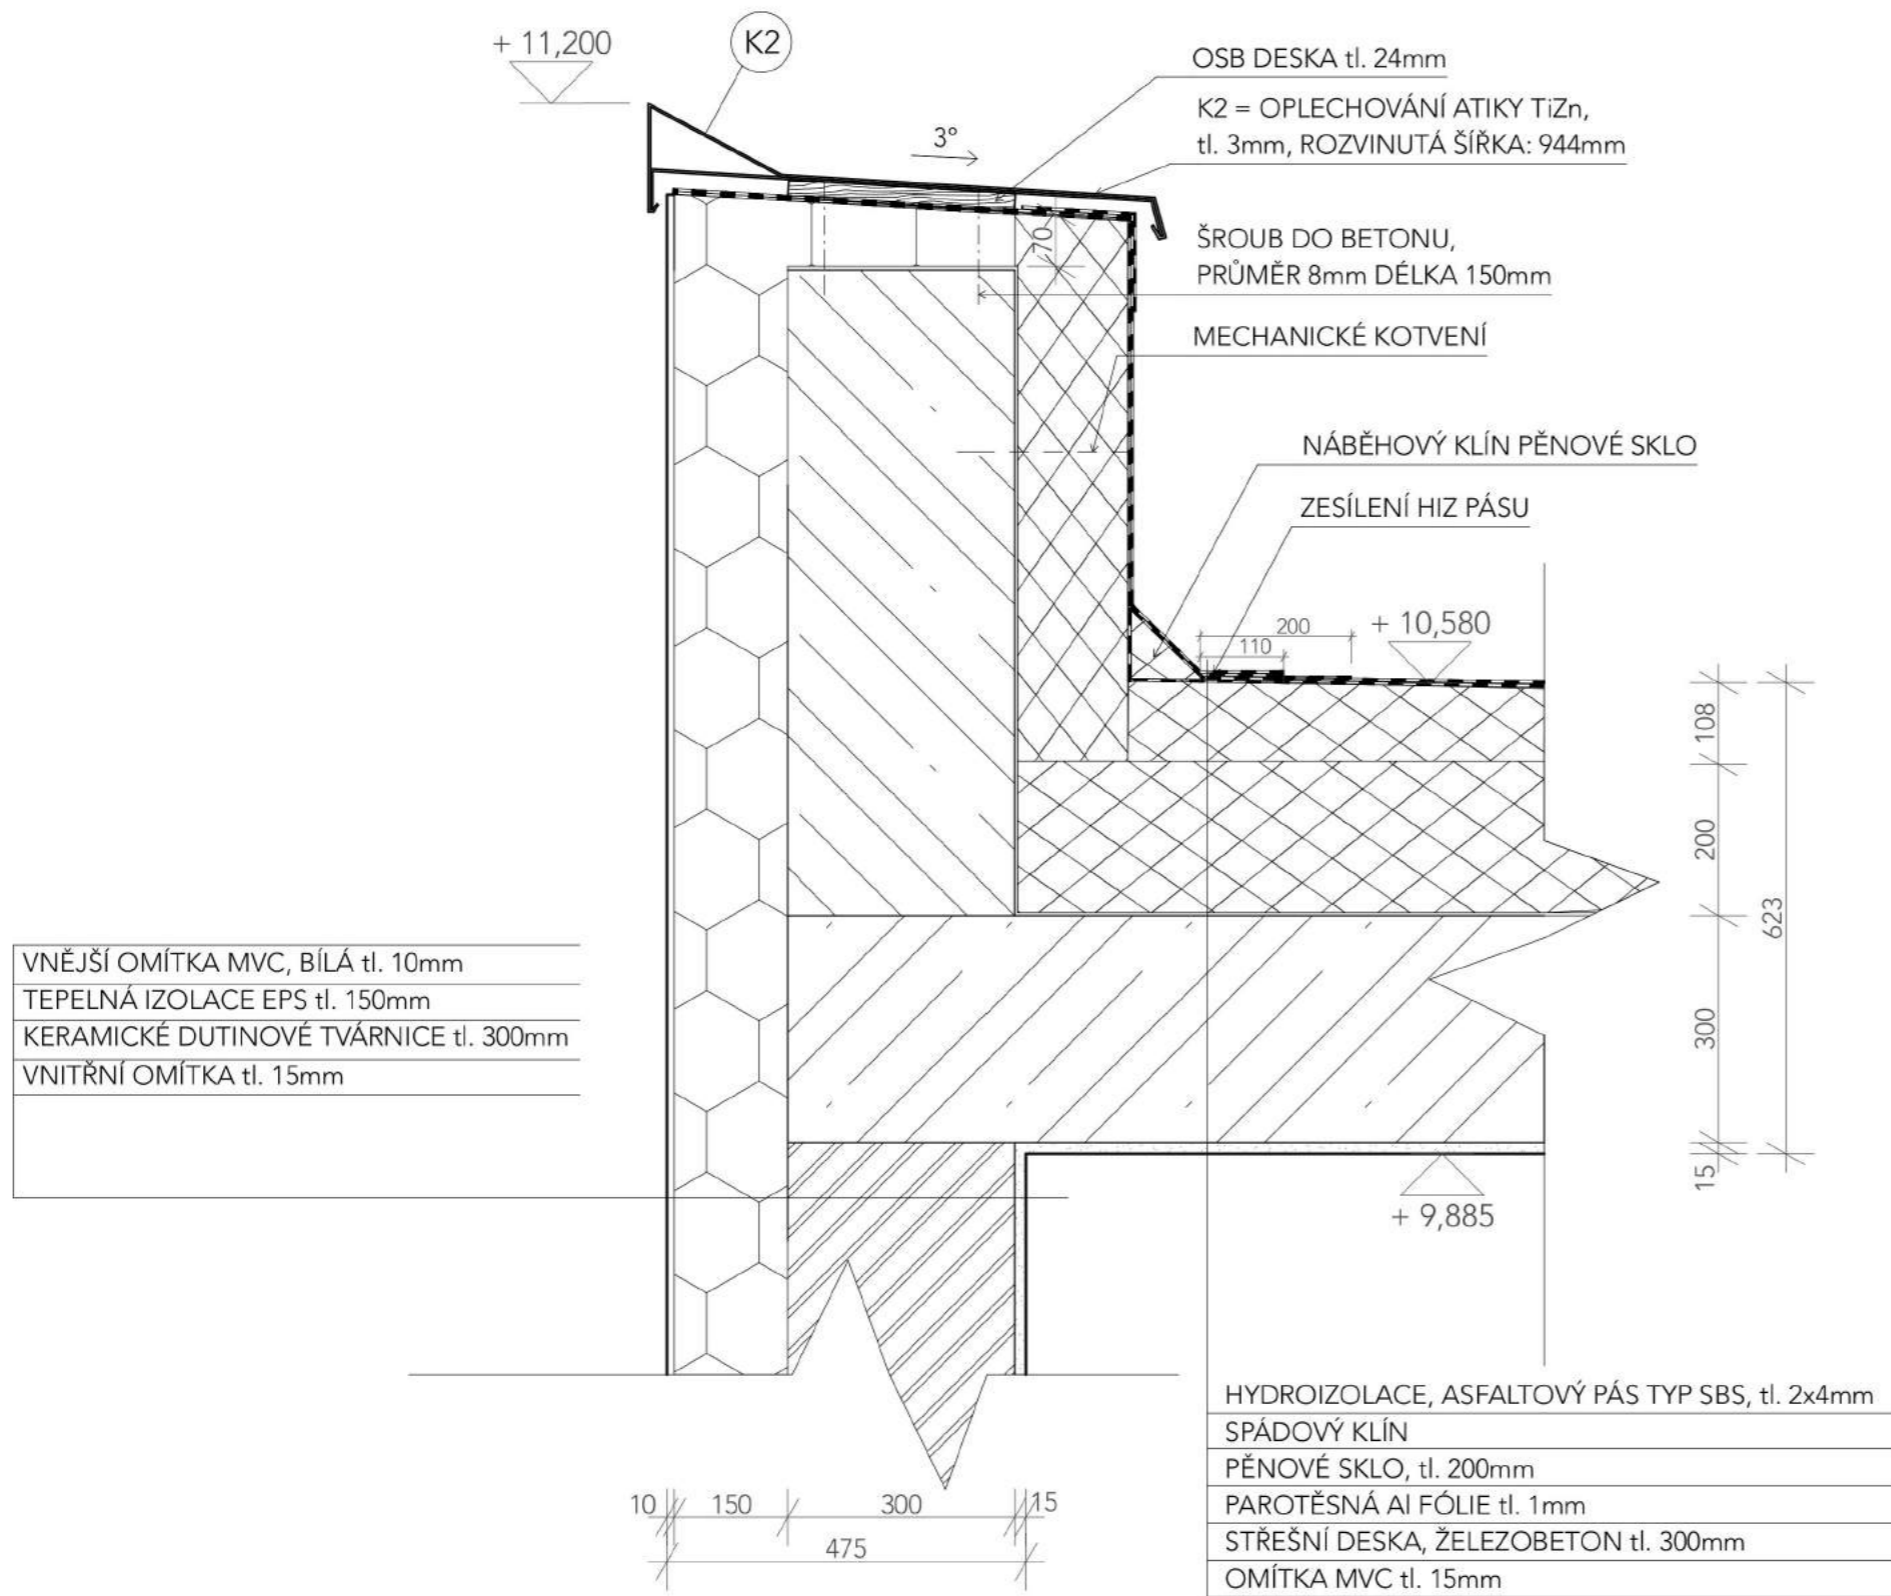 + 11,200
K2
OSB DESKA tl. 24mm
K2 = OPLECHOVÁNÍ ATIKY TiZn,
tl. 3mm, ROZVINUTÁ ŠÍŘKA: 944mm
3°
ŠROUB DO BETONU,
PRŮMĚR 8mm DÉLKA 150mm
70
MECHANICKÉ KOTVENÍ
NÁBĚHOVÝ KLÍN PĚNOVÉ SKLO
ZESÍLENÍ HIZ PÁSU
200
+ 10,580
110
108
200
623
300
15
VNĚJŠÍ OMÍTKA MVC, BÍLÁ tl. 10mm
TEPELNÁ IZOLACE EPS tl. 150mm
KERAMICKÉ DUTINOVÉ TVÁRNICE tl. 300mm
VNITŘNÍ OMÍTKA tl. 15mm
+ 9,885
HYDROIZOLACE, ASFALTOVÝ PÁS TYP SBS, tl. 2x4mm
SPÁDOVÝ KLÍN
PĚNOVÉ SKLO, tl. 200mm
PAROTĚSNÁ Al FÓLIE tl. 1mm
STŘEŠNÍ DESKA, ŽELEZOBETON tl. 300mm
OMÍTKA MVC tl. 15mm
10 150 300 15
475